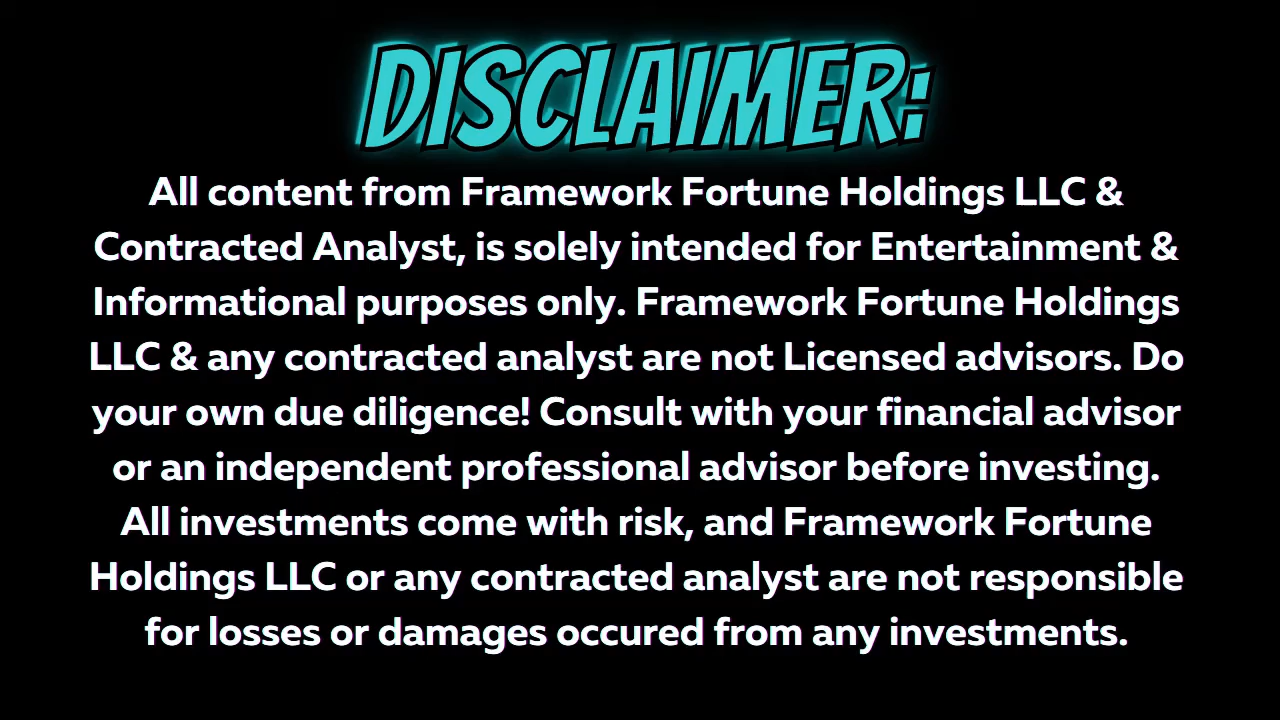 DISCLAIMER:
All content from Framework Fortune Holdings LLC &
Contracted Analyst, is solely intended for Entertainment &
Informational purposes only. Framework Fortune Holdings
LLC & any contracted analyst are not Licensed advisors. Do
your own due diligence! Consult with your financial advisor
or an independent professional advisor before investing.
All investments come with risk, and Framework Fortune
Holdings LLC or any contracted analyst are not responsible
for losses or damages occured from any investments.